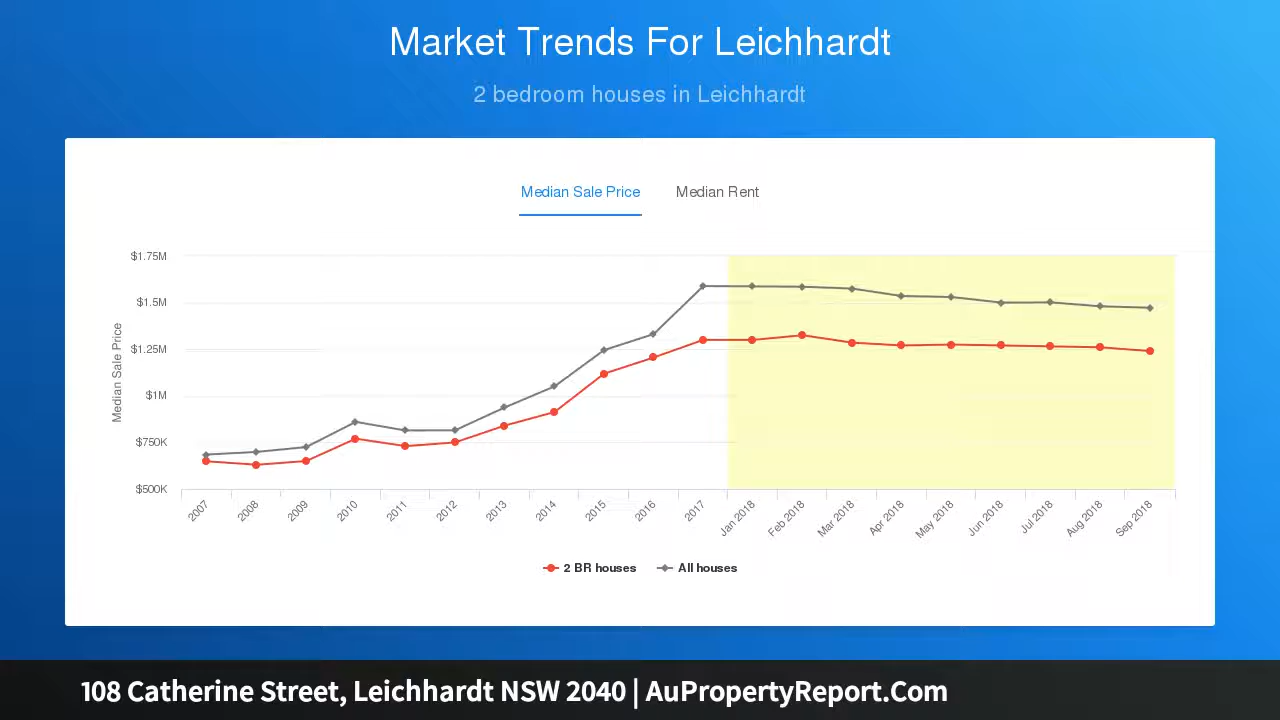 Market Trends For Leichhardt
2 bedroom houses in Leichhardt
Median Sale Price Median Rent
Median Sale Price
$1.75M
$1.5M
$1.25M
$1M
$750K
$500K
2007 2008 2009 2010 2011 2012 2013 2014 2015 2016 2017 Jan 2018 Feb 2018 Mar 2018 Apr 2018 May 2018 Jun 2018 Jul 2018 Aug 2018 Sep 2018
2 BR houses All houses
108 Catherine Street, Leichhardt NSW 2040 | AuPropertyReport.Com